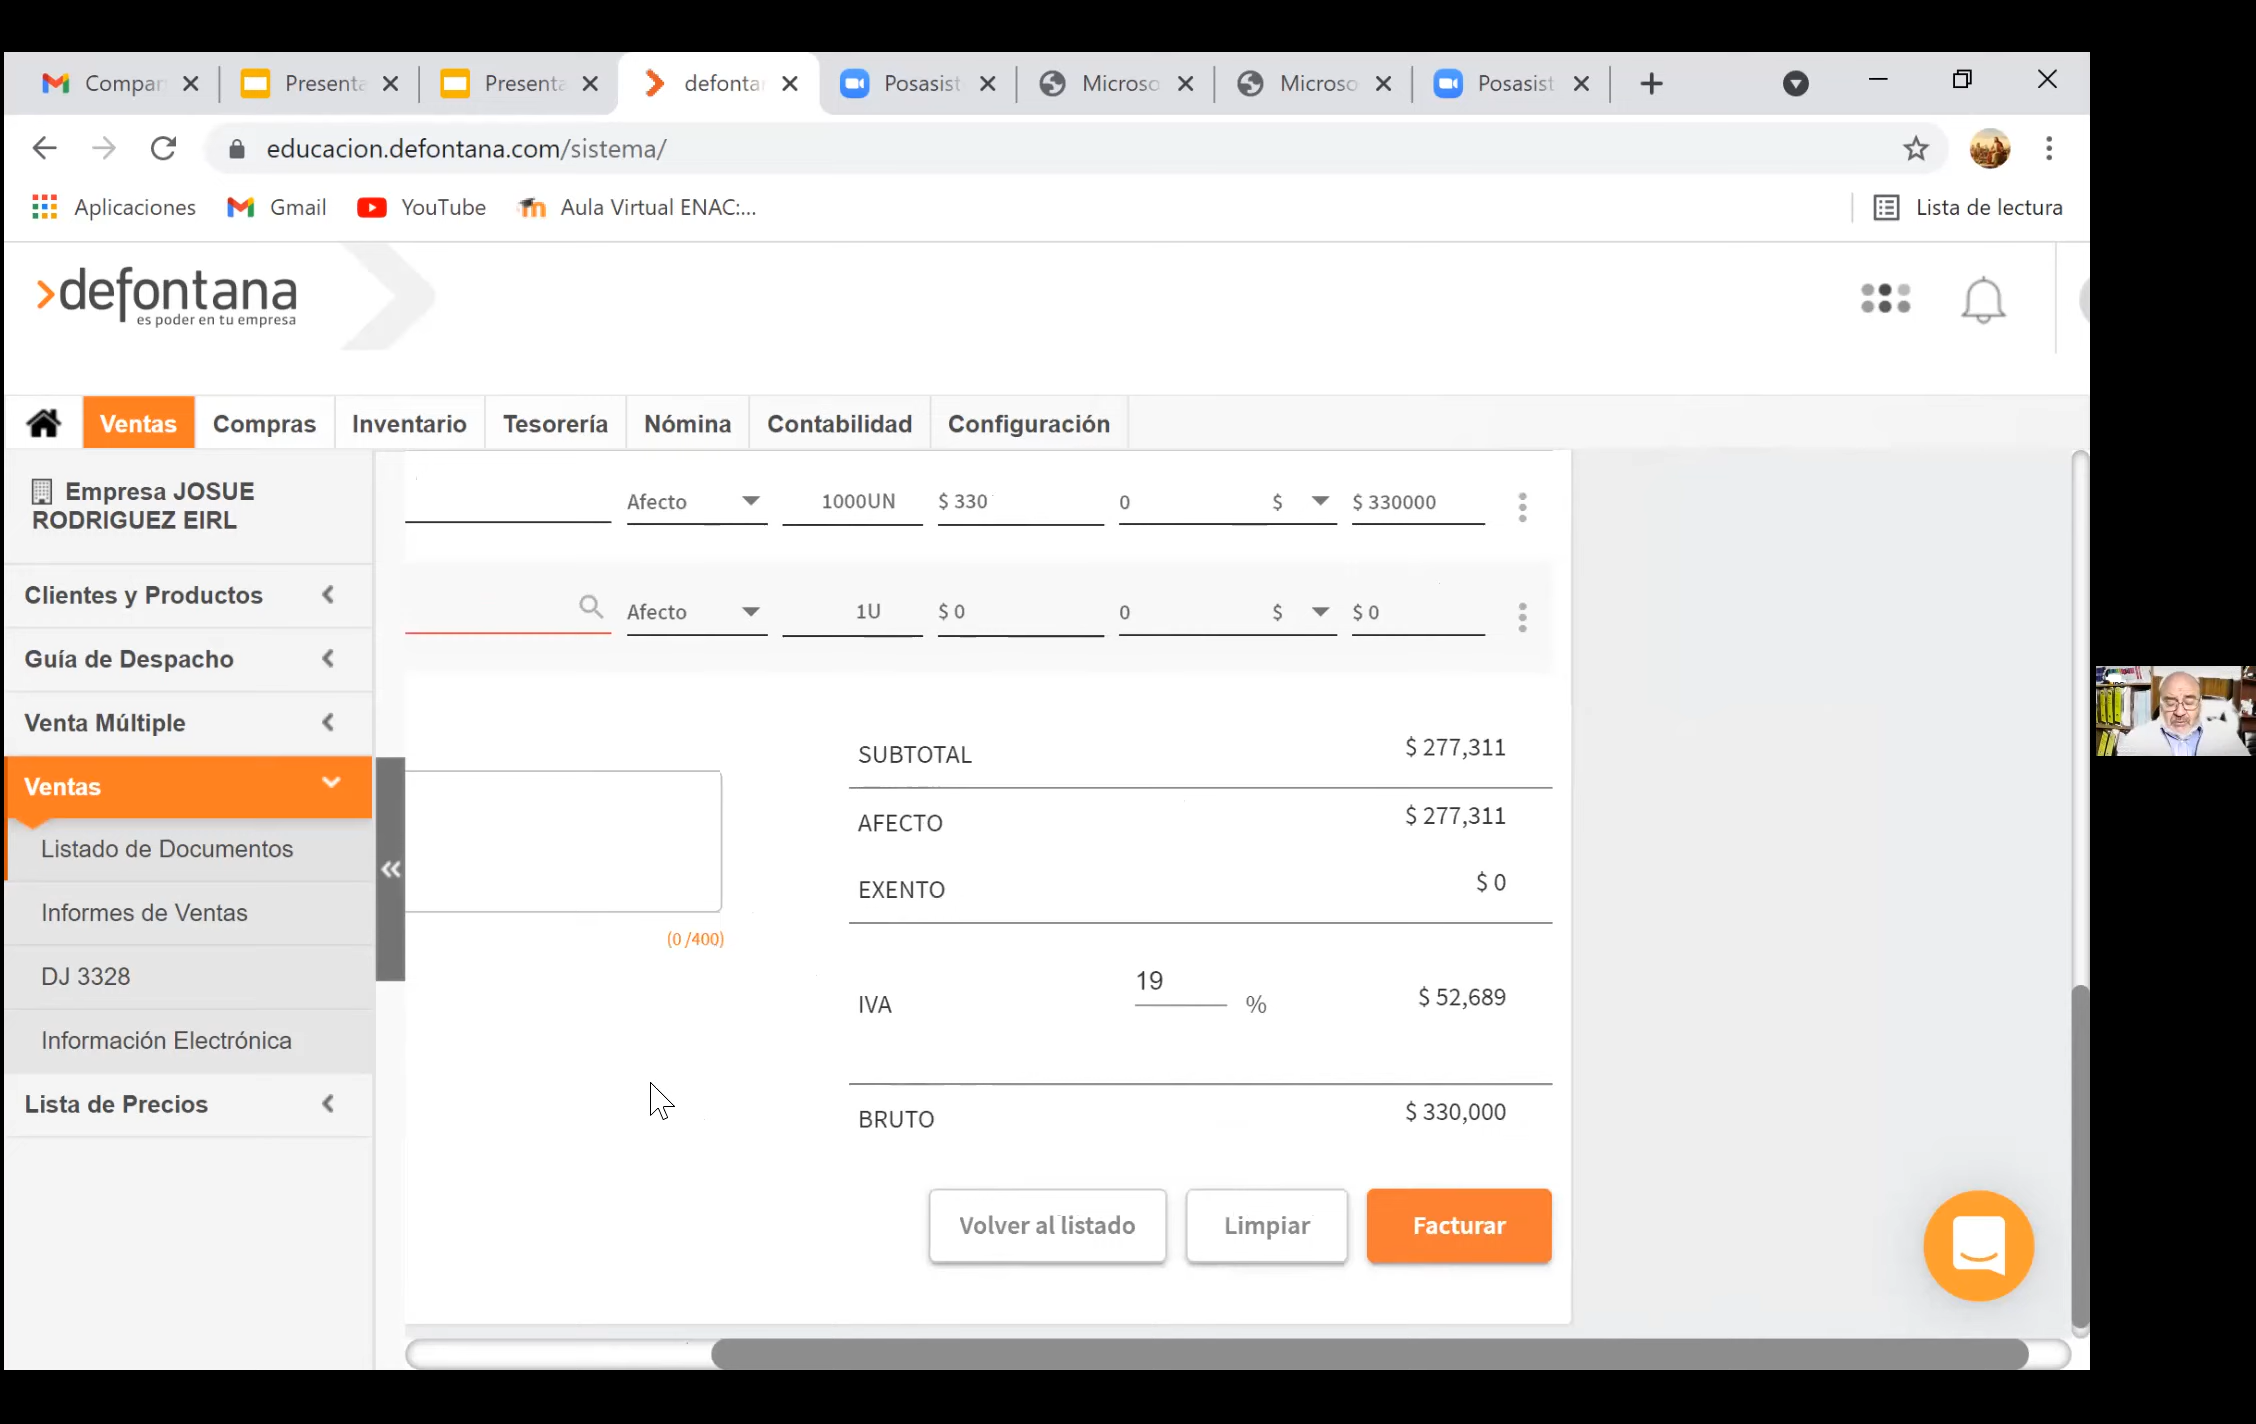 Compar
Presenta
Presenta
defonta
Posasist
Microso
Microso
Posasist
educacion.defontana.com/sistema/
Aplicaciones
Gmail
YouTube
Aula Virtual ENAC:...
Lista de lectura
defontana
es poder en tu empresa
Ventas
Compras
Inventario
Tesorería
Nómina
Contabilidad
Configuración
Empresa JOSUE
RODRIGUEZ EIRL
Clientes y Productos
Guía de Despacho
Venta Múltiple
Ventas
Listado de Documentos
Informes de Ventas
DJ 3328
Información Electrónica
Lista de Precios
Afecto 1000UN $ 330 0 $ $ 330000
Afecto 1U $ 0 0 $ $ 0
(0 /400)
SUBTOTAL $ 277,311
AFECTO $ 277,311
EXENTO $ 0
IVA 19 % $ 52,689
BRUTO $ 330,000
Volver al listado
Limpiar
Facturar